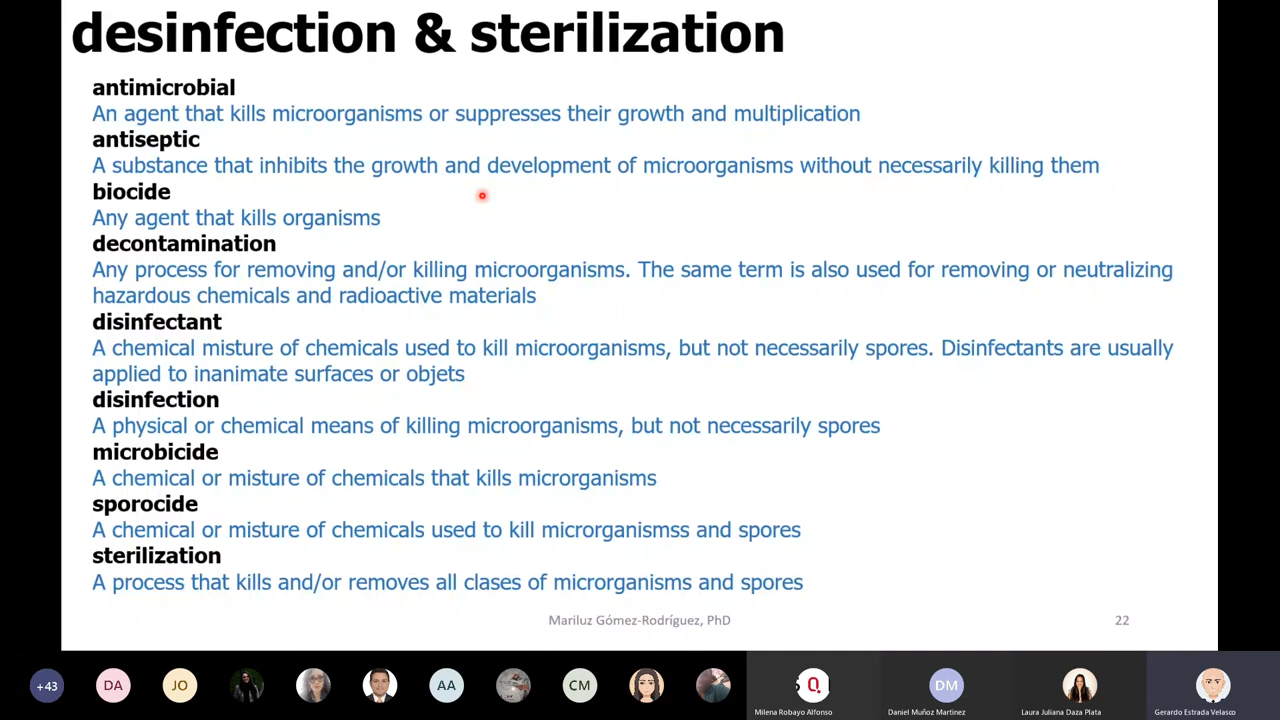 desinfection & sterilization
antimicrobial
An agent that kills microorganisms or suppresses their growth and multiplication
antiseptic
A substance that inhibits the growth and development of microorganisms without necessarily killing them
biocide
Any agent that kills organisms
decontamination
Any process for removing and/or killing microorganisms. The same term is also used for removing or neutralizing
hazardous chemicals and radioactive materials
disinfectant
A chemical misture of chemicals used to kill microorganisms, but not necessarily spores. Disinfectants are usually
applied to inanimate surfaces or objets
disinfection
A physical or chemical means of killing microorganisms, but not necessarily spores
microbicide
A chemical or misture of chemicals that kills microrganisms
sporocide
A chemical or misture of chemicals used to kill microrganismss and spores
sterilization
A process that kills and/or removes all clases of microrganisms and spores
Mariluz Gómez-Rodríguez, PhD 22
+43 DA JO AA CM Q DM
Milena Robayo Alfonso Daniel Muñoz Martinez Laura Juliana Daza Plata Gerardo Estrada Velasco